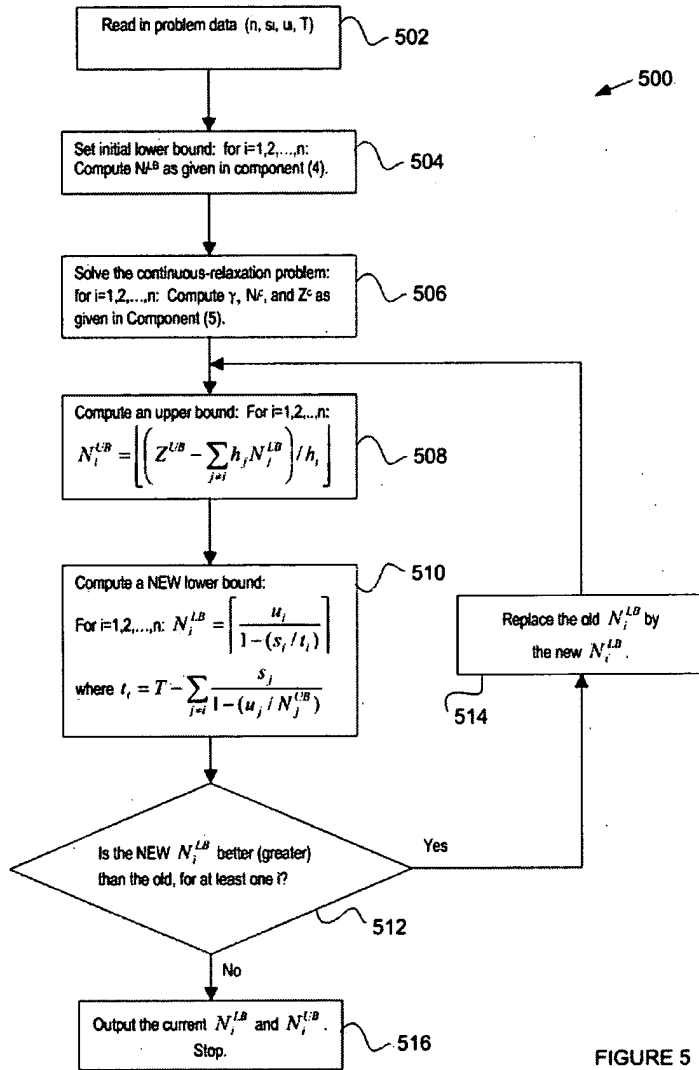 Read in problem data (n, sᵢ, uᵢ, T)
502
500
Set initial lower bound: for i=1,2,...,n:
Compute Nᵢᴸᴮ as given in component (4).
504
Solve the continuous-relaxation problem:
for i=1,2,...,n: Compute γ, Nᵢᶜ, and Zᶜ as
given in Component (5).
506
Compute an upper bound: For i=1,2,..,n:
N_i^{UB} = ⌊(Z^{UB} − ∑_{j≠i} h_j N_j^{LB}) / h_i⌋
508
Compute a NEW lower bound:
For i=1,2,...,n: N_i^{LB} = ⌈u_i / (1−(s_i / t_i))⌉
where t_i = T − ∑_{j≠i} s_j / (1−(u_j / N_j^{UB}))
510
Replace the old N_i^{LB} by
the new N_i^{LB}.
514
Is the NEW N_i^{LB} better (greater)
than the old, for at least one i?
Yes
512
No
Output the current N_i^{LB} and N_i^{UB}.
Stop.
516
FIGURE 5